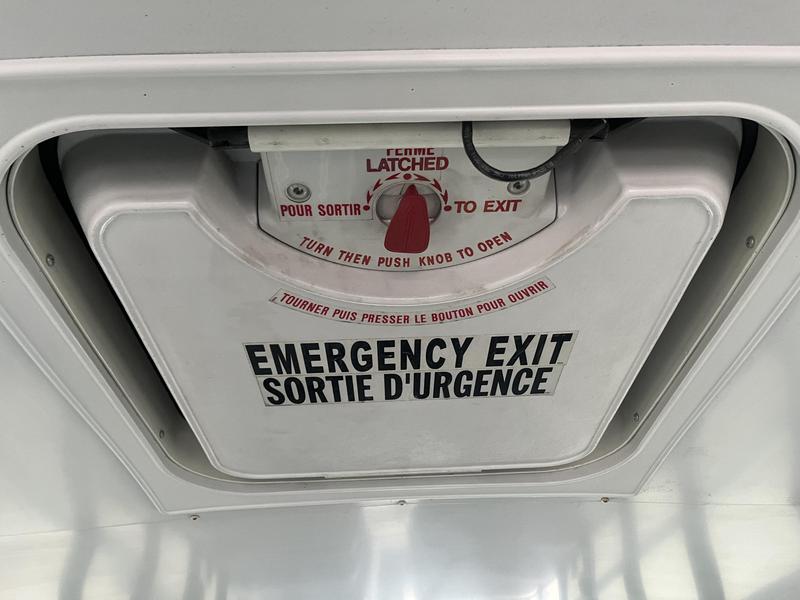 FERMÉ
LATCHED
POUR SORTIR
TO EXIT
TURN THEN PUSH KNOB TO OPEN
TOURNER PUIS PRESSER LE BOUTON POUR OUVRIR
EMERGENCY EXIT
SORTIE D'URGENCE